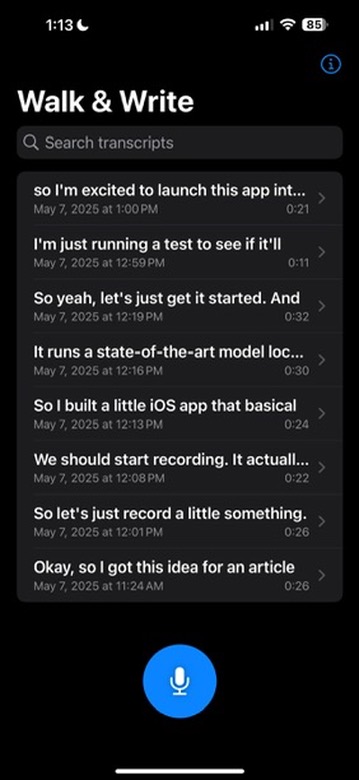 1:13
85
Walk & Write
Search transcripts
so I'm excited to launch this app int...
May 7, 2025 at 1:00 PM 0:21
I'm just running a test to see if it'll
May 7, 2025 at 12:59 PM 0:11
So yeah, let's just get it started. And
May 7, 2025 at 12:19 PM 0:32
It runs a state-of-the-art model loc...
May 7, 2025 at 12:16 PM 0:30
So I built a little iOS app that basical
May 7, 2025 at 12:13 PM 0:24
We should start recording. It actuall...
May 7, 2025 at 12:08 PM 0:22
So let's just record a little something.
May 7, 2025 at 12:01 PM 0:26
Okay, so I got this idea for an article
May 7, 2025 at 11:24 AM 0:26